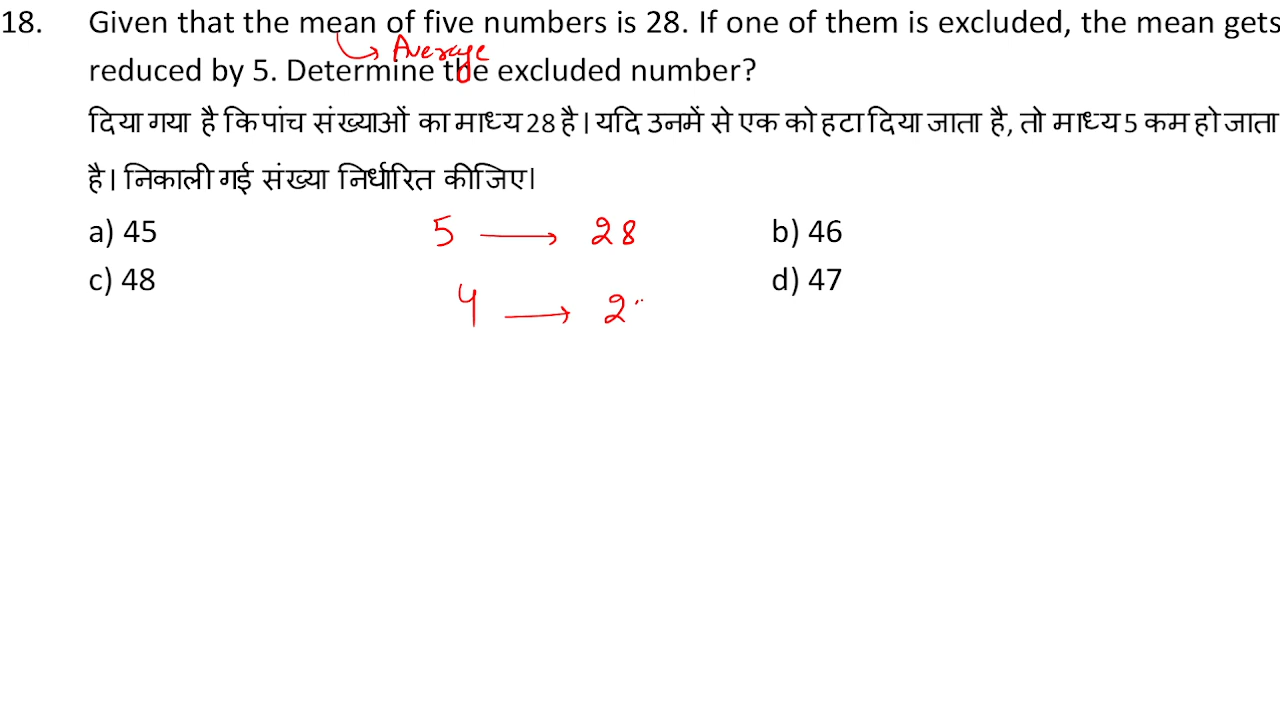 18. Given that the mean of five numbers is 28. If one of them is excluded, the mean gets
Average
reduced by 5. Determine the excluded number?
दिया गया है कि पांच संख्याओं का माध्य 28 है। यदि उनमें से एक को हटा दिया जाता है, तो माध्य 5 कम हो जाता
है। निकाली गई संख्या निर्धारित कीजिए।
a) 45 5 → 28 b) 46
c) 48 d) 47
4 → 2